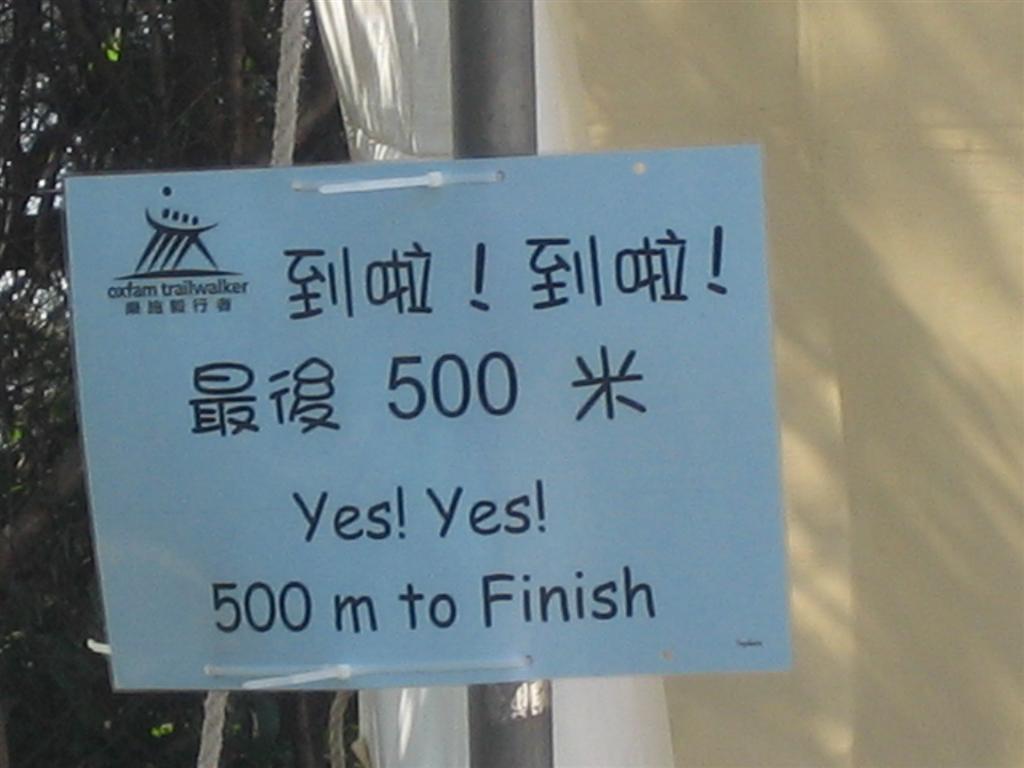 oxfam trailwalker
樂施毅行者
到啦！到啦！
最後 500 米
Yes! Yes!
500 m to Finish